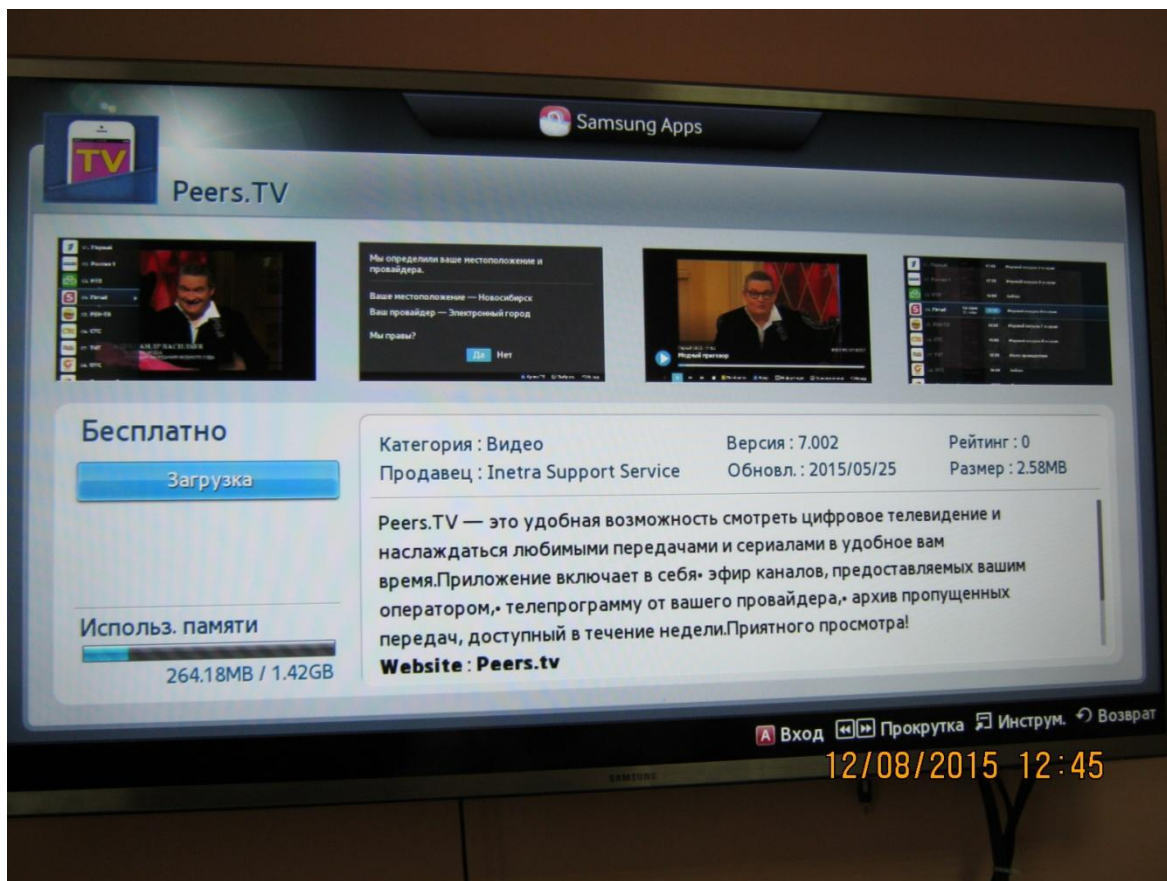 Samsung Apps
TV
Peers.TV
Мы определили ваше местоположение и
провайдера.
Ваше местоположение — Новосибирск
Ваш провайдер — Электронный город
Мы правы?
Да Нет
Модный приговор
Бесплатно
Загрузка
Использ. памяти
264.18MB / 1.42GB
Категория : Видео Версия : 7.002 Рейтинг : 0
Продавец : Inetra Support Service Обновл. : 2015/05/25 Размер : 2.58MB
Peers.TV — это удобная возможность смотреть цифровое телевидение и
наслаждаться любимыми передачами и сериалами в удобное вам
время.Приложение включает в себя• эфир каналов, предоставляемых вашим
оператором,• телепрограмму от вашего провайдера,• архив пропущенных
передач, доступный в течение недели.Приятного просмотра!
Website : Peers.tv
A Вход Прокрутка Инструм. Возврат
SAMSUNG
12/08/2015 12:45